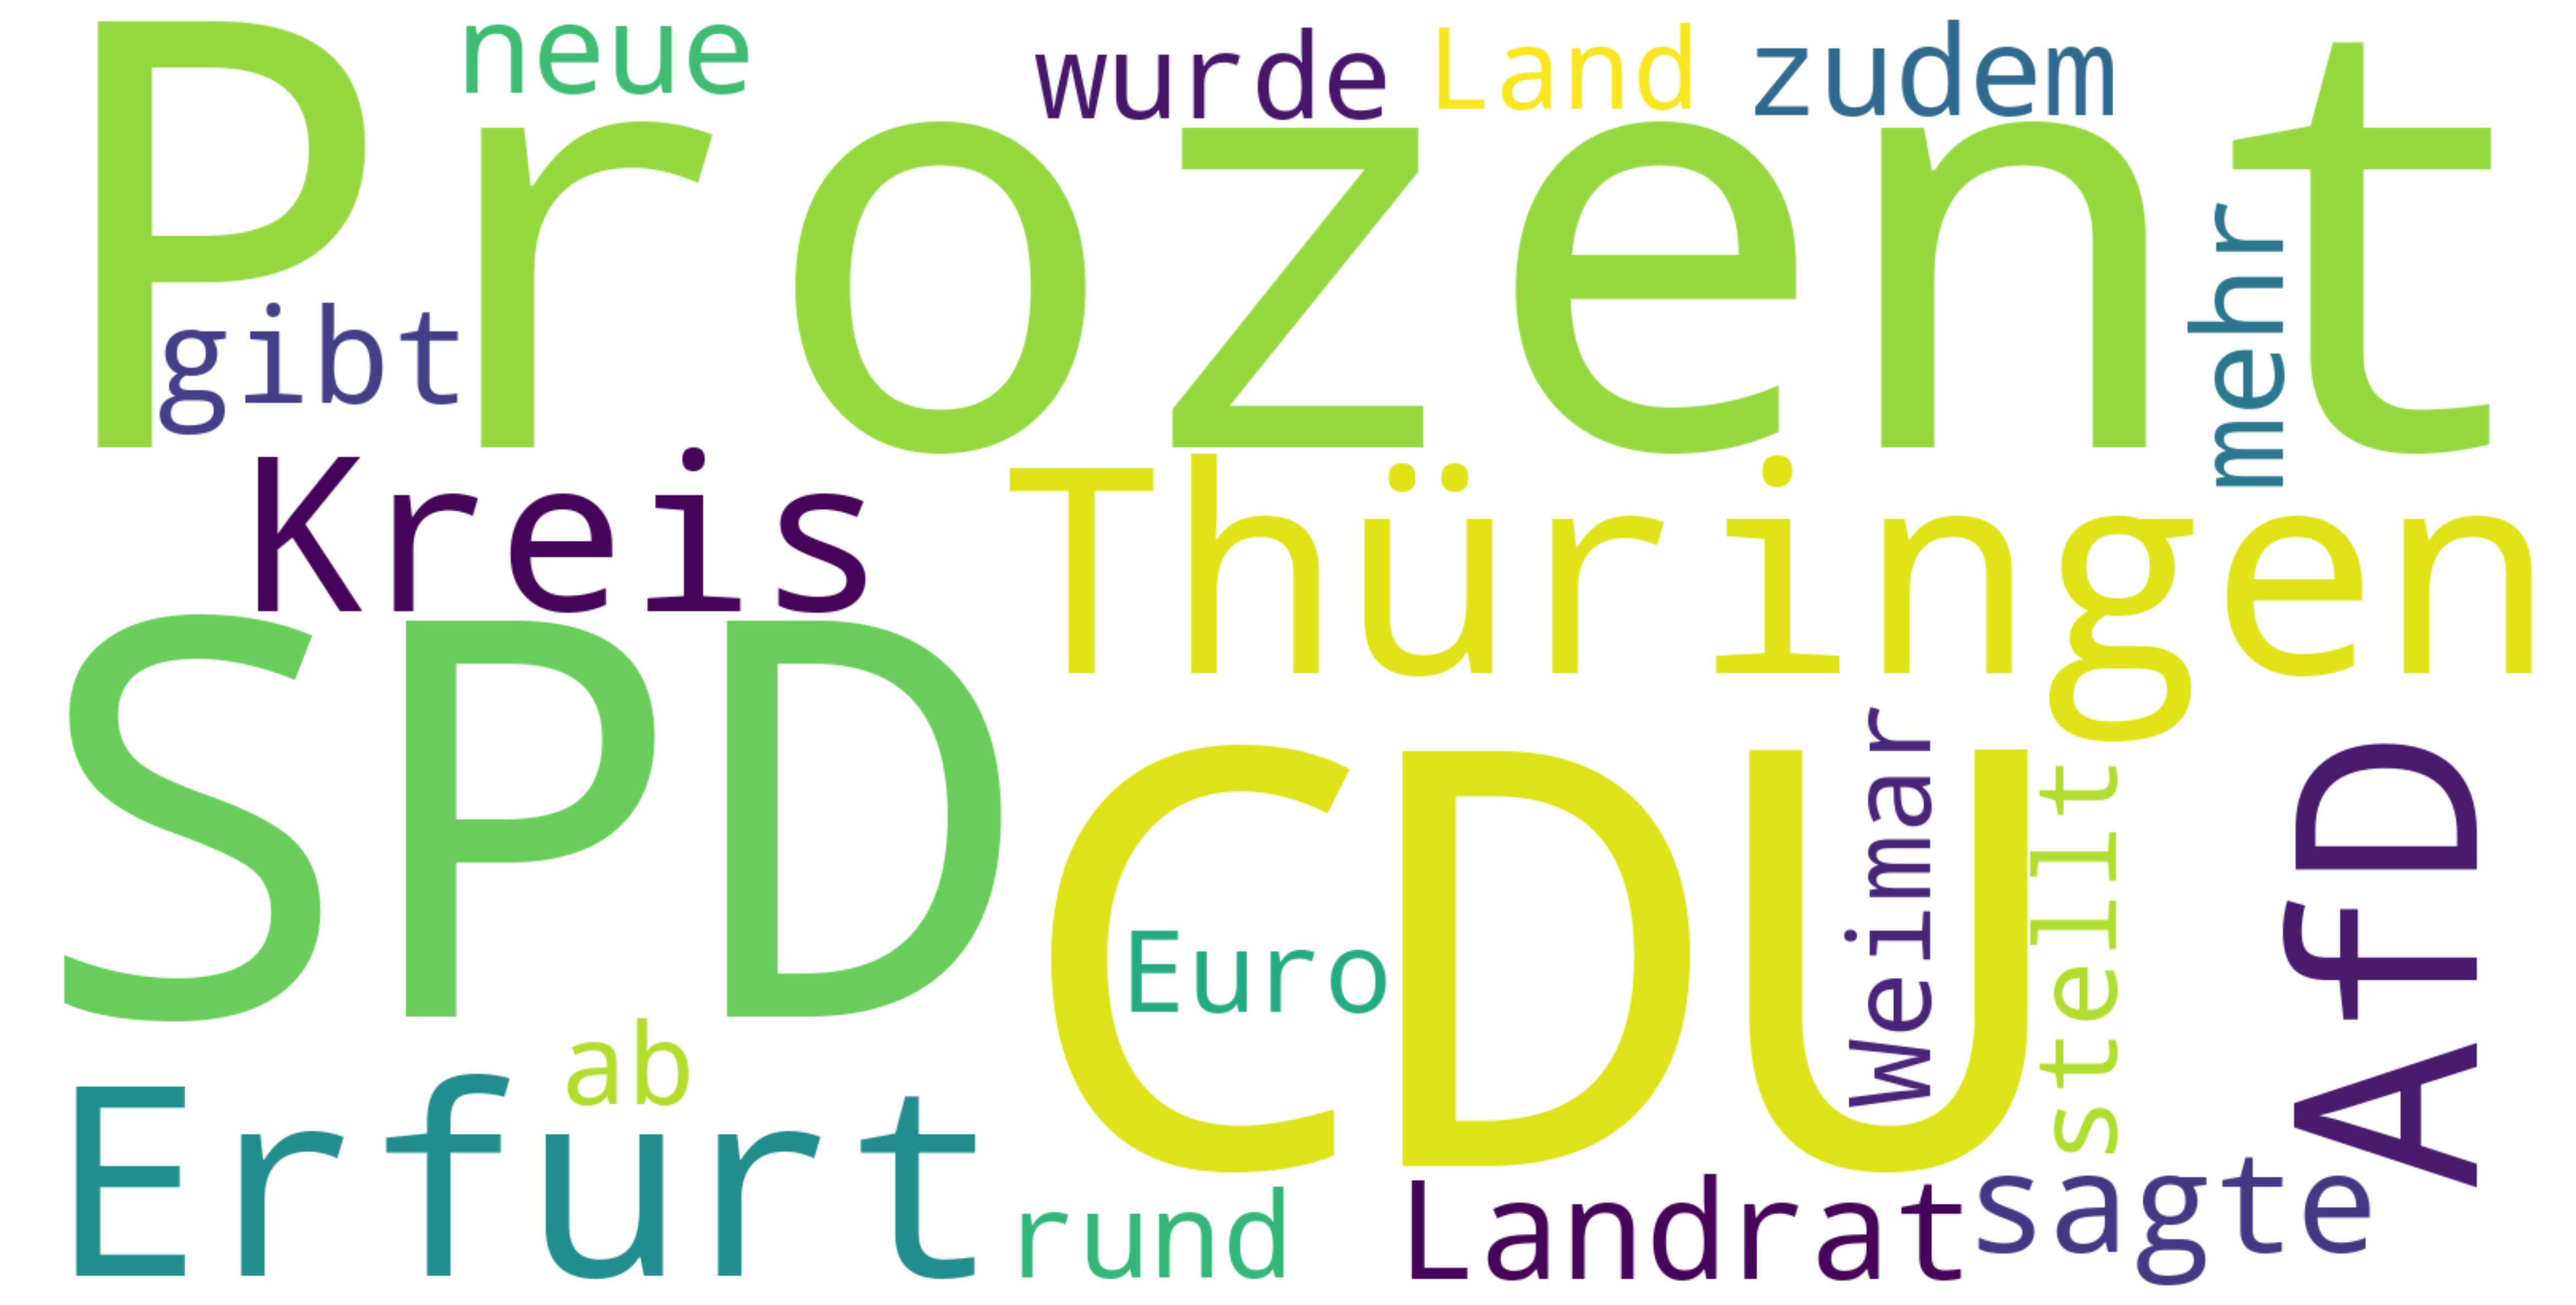 neue
wurde
Land
zudem
Prozent
gibt
mehr
Kreis
Thüringen
SPD
CDU
Weimar
stellt
AfD
Euro
ab
Erfurt
rund
Landrat
sagte